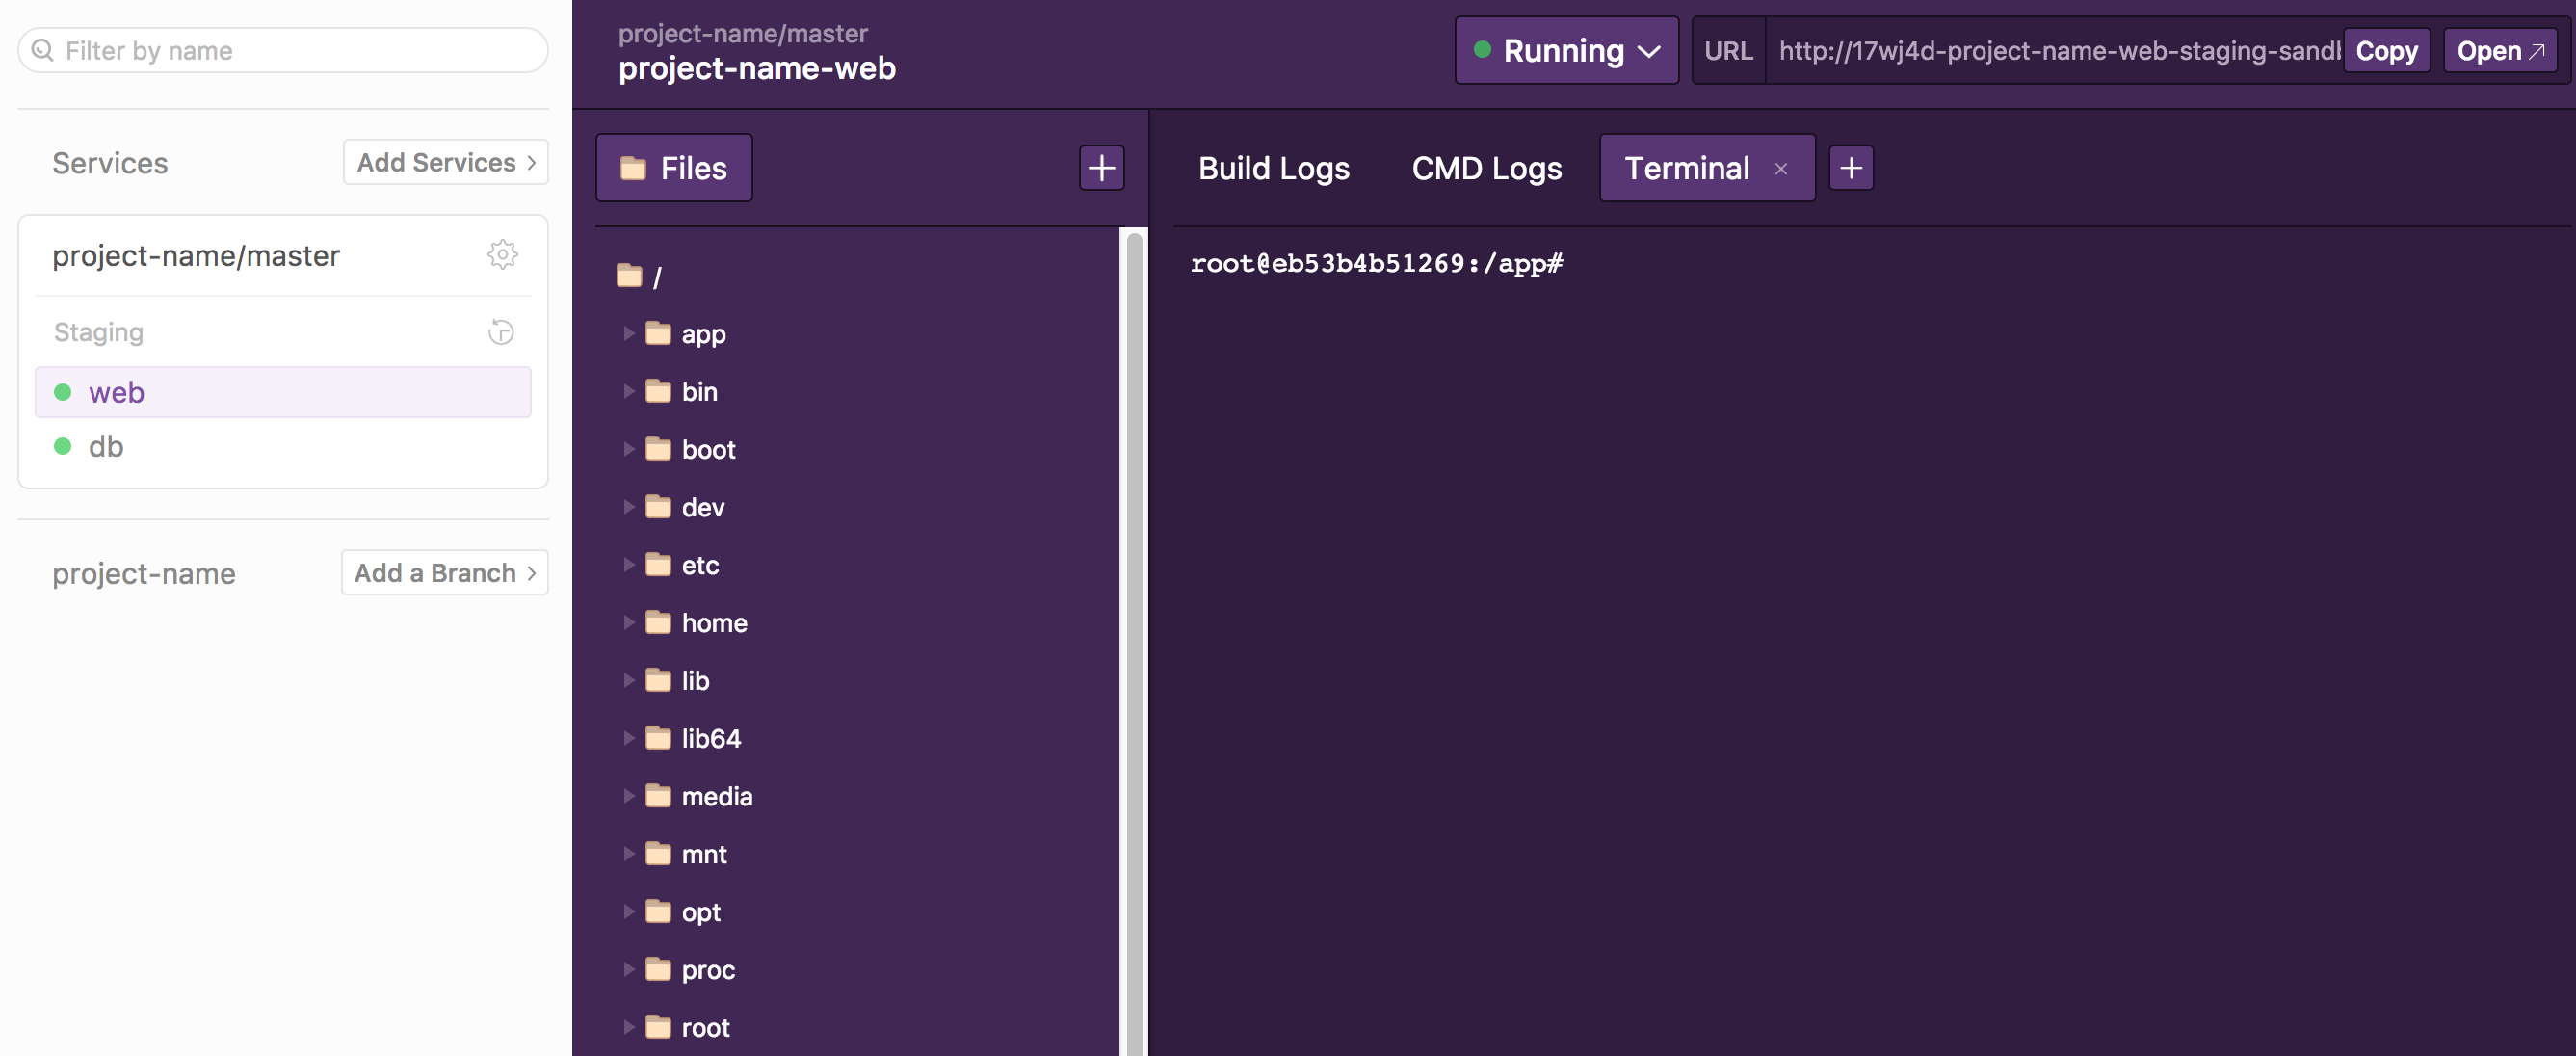 Filter by name
Services
Add Services
project-name/master
Staging
web
db
project-name
Add a Branch
project-name/master
project-name-web
Running
URL
http://17wj4d-project-name-web-staging-sand
Copy
Open
Files
/
app
bin
boot
dev
etc
home
lib
lib64
media
mnt
opt
proc
root
Build Logs
CMD Logs
Terminal
root@eb53b4b51269:/app#